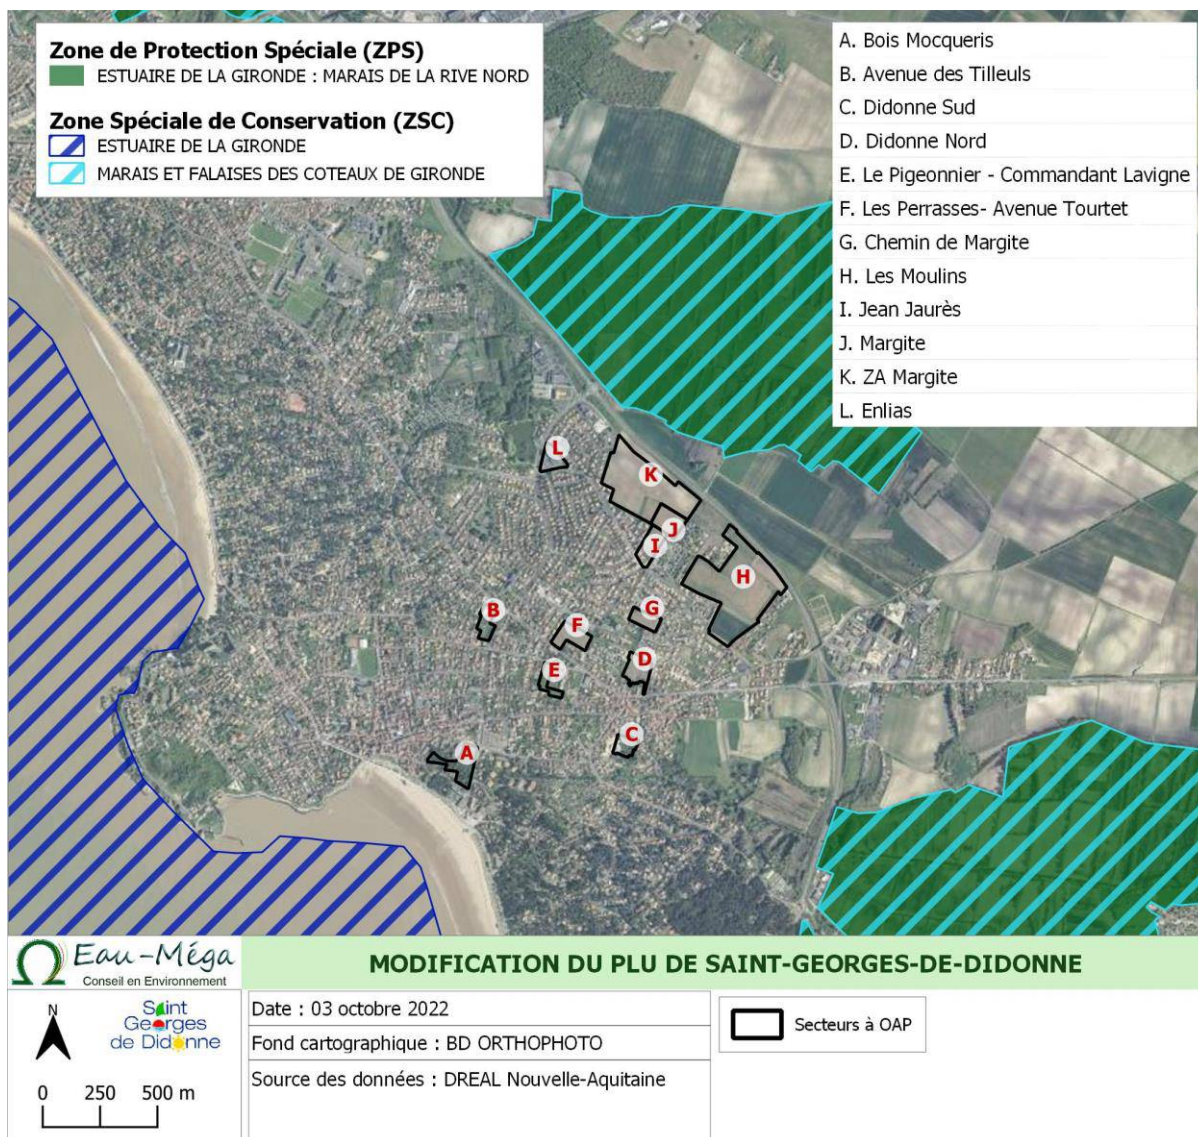 Zone de Protection Spéciale (ZPS)
ESTUAIRE DE LA GIRONDE : MARAIS DE LA RIVE NORD
Zone Spéciale de Conservation (ZSC)
ESTUAIRE DE LA GIRONDE
MARAIS ET FALAISES DES COTEAUX DE GIRONDE
A. Bois Mocqueris
B. Avenue des Tilleuls
C. Didonne Sud
D. Didonne Nord
E. Le Pigeonnier - Commandant Lavigne
F. Les Perrasses- Avenue Tourtet
G. Chemin de Margite
H. Les Moulins
I. Jean Jaurès
J. Margite
K. ZA Margite
L. Enlias
L
K
J
I
H
B
G
F
D
E
C
A
Eau-Méga
Conseil en Environnement
MODIFICATION DU PLU DE SAINT-GEORGES-DE-DIDONNE
N
Saint
Georges
de Didonne
0 250 500 m
Date : 03 octobre 2022
Fond cartographique : BD ORTHOPHOTO
Source des données : DREAL Nouvelle-Aquitaine
Secteurs à OAP